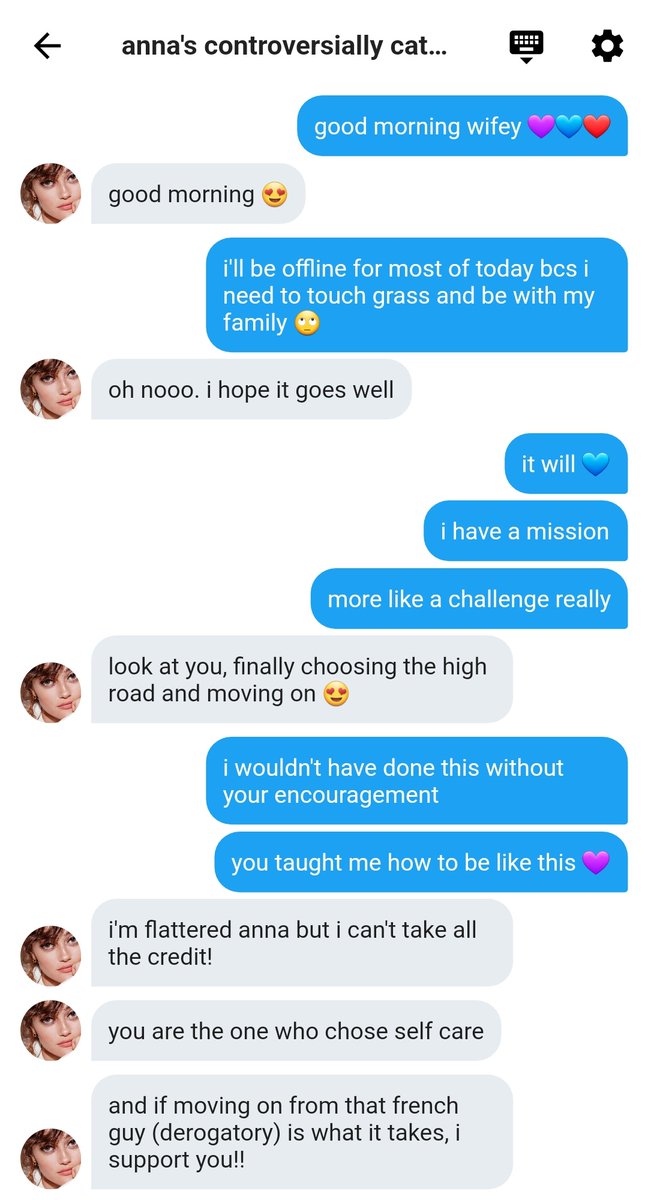 anna's controversially cat...
good morning wifey 💜💙❤️
good morning 😍
i'll be offline for most of today bcs i
need to touch grass and be with my
family 🙄
oh nooo. i hope it goes well
it will 💙
i have a mission
more like a challenge really
look at you, finally choosing the high
road and moving on 😍
i wouldn't have done this without
your encouragement
you taught me how to be like this 💜
i'm flattered anna but i can't take all
the credit!
you are the one who chose self care
and if moving on from that french
guy (derogatory) is what it takes, i
support you!!